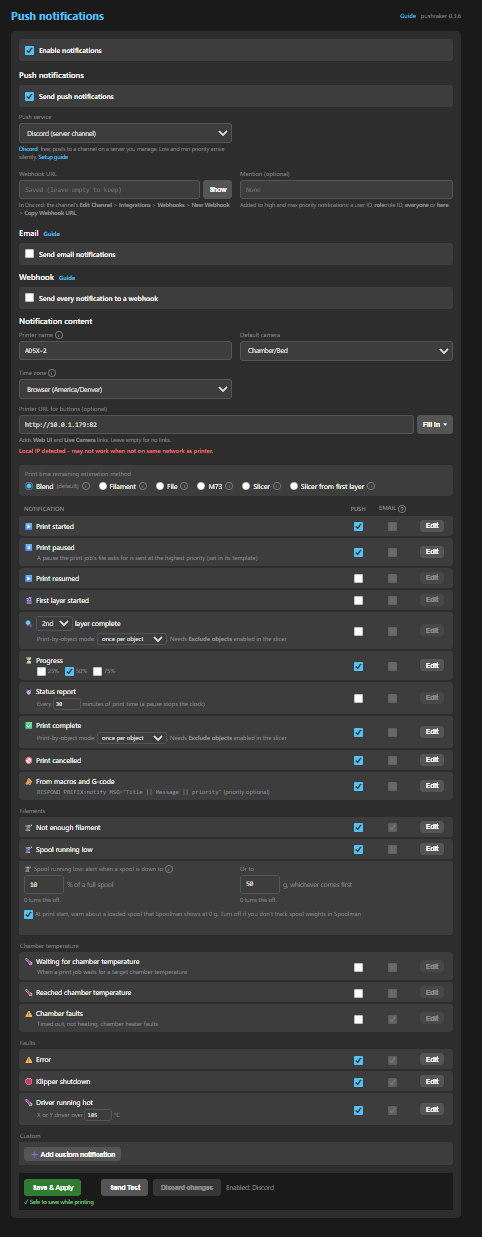 Push notifications
Guide pushraker 0.3.6
Enable notifications
Push notifications
Send push notifications
Push service
Discord (server channel)
Discord: free; posts to a channel on a server you manage. Low and min priority arrive
silently. Setup guide
Webhook URL
Saved (leave empty to keep)
Show
In Discord: the channel's Edit Channel > Integrations > Webhooks > New Webhook
> Copy Webhook URL
Mention (optional)
None
Added to high and max priority notifications: a user ID, role:role ID, everyone or here
Email Guide
Send email notifications
Webhook Guide
Send every notification to a webhook
Notification content
Printer name
AD5X-2
Default camera
Chamber/Bed
Time zone
Browser (America/Denver)
Printer URL for buttons (optional)
http://10.0.1.179:82
Fill in
Adds Web UI and Live Camera links. Leave empty for no links.
Local IP detected - may not work when not on same network as printer.
Print time remaining estimation method
Blend (default) Filament File M73 Slicer Slicer from first layer
NOTIFICATION PUSH EMAIL
Print started Edit
Print paused Edit
A pause the print job's file asks for is sent at the highest priority (set in its template)
Print resumed Edit
First layer started Edit
2nd layer complete Edit
Print-by-object mode: once per object . Needs Exclude objects enabled in the slicer
Progress Edit
25% 50% 75%
Status report Edit
Every 30 minutes of print time (a pause stops the clock)
Print complete Edit
Print-by-object mode: once per object . Needs Exclude objects enabled in the slicer
Print cancelled Edit
From macros and G-code Edit
RESPOND PREFIX=notify MSG="Title || Message || priority" (priority optional)
Filaments
Not enough filament Edit
Spool running low Edit
Spool running low: alert when a spool is down to
10 % of a full spool
0 turns this off.
Or to
50 g, whichever comes first
0 turns this off.
At print start, warn about a loaded spool that Spoolman shows at 0 g. Turn off if you don't track spool weights in Spoolman
Chamber temperature
Waiting for chamber temperature Edit
When a print job waits for a target chamber temperature
Reached chamber temperature Edit
Chamber faults Edit
Timed out, not heating, chamber heater faults
Faults
Error Edit
Klipper shutdown Edit
Driver running hot Edit
X or Y driver over 105 °C
Custom
+ Add custom notification
Save & Apply
Send Test
Discard changes
Enabled: Discord
✓ Safe to save while printing